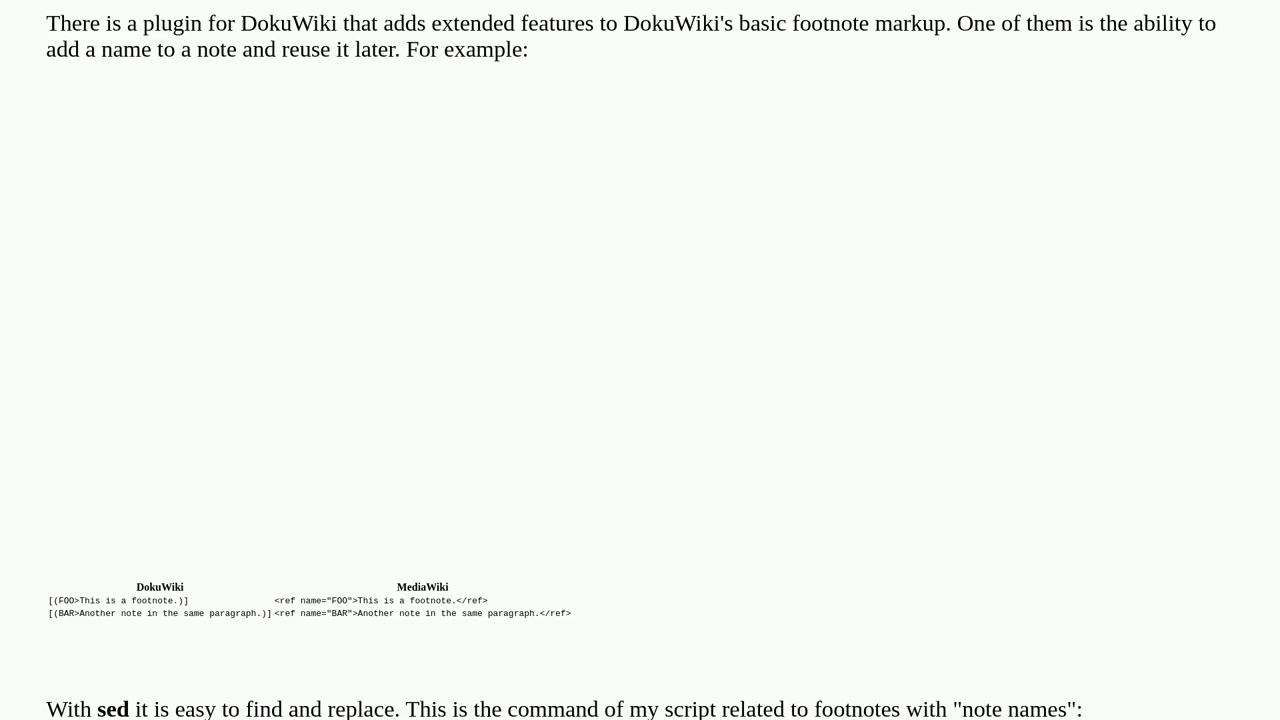 There is a plugin for DokuWiki that adds extended features to DokuWiki's basic footnote markup. One of them is the ability to
add a name to a note and reuse it later. For example:
DokuWiki MediaWiki
[(FOO>This is a footnote.)] <ref name="FOO">This is a footnote.</ref>
[(BAR>Another note in the same paragraph.)] <ref name="BAR">Another note in the same paragraph.</ref>
With sed it is easy to find and replace. This is the command of my script related to footnotes with "note names":